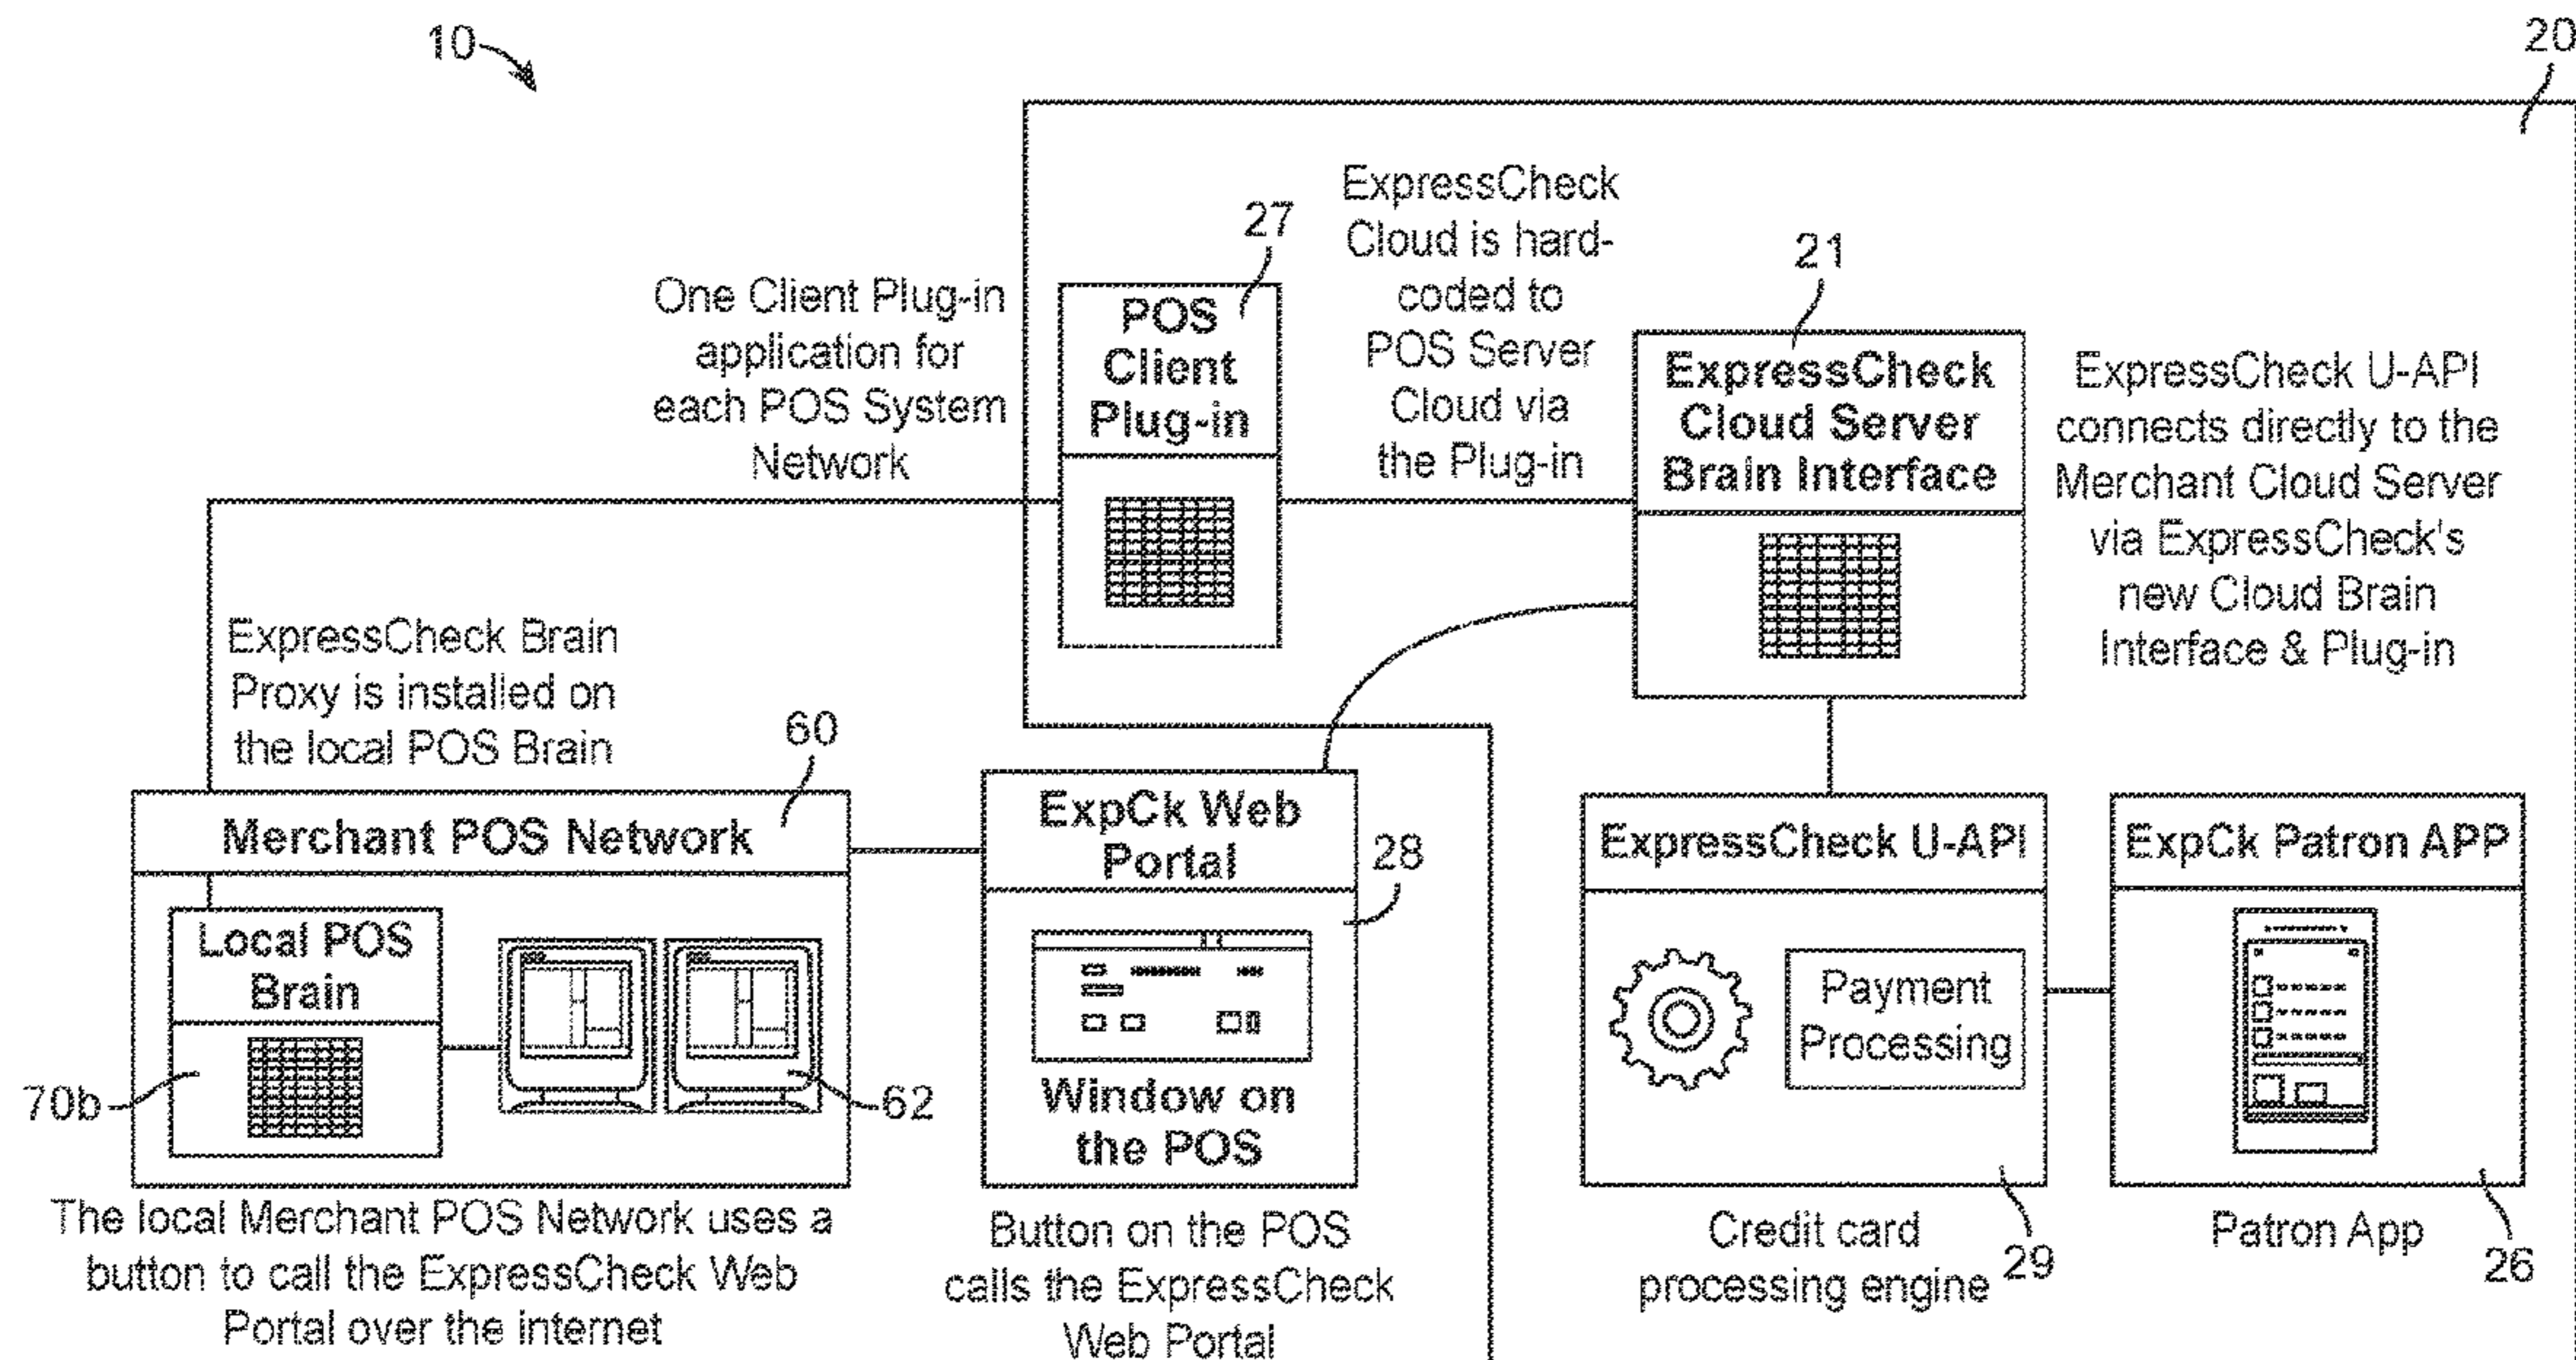 10
20
One Client Plug-in
application for
each POS System
Network
27
POS
Client
Plug-in
ExpressCheck
Cloud is hard-
coded to
POS Server
Cloud via
the Plug-in
21
ExpressCheck
Cloud Server
Brain Interface
ExpressCheck U-API
connects directly to the
Merchant Cloud Server
via ExpressCheck's
new Cloud Brain
Interface & Plug-in
ExpressCheck Brain
Proxy is installed on
the local POS Brain
60
Merchant POS Network
Local POS
Brain
70b
62
The local Merchant POS Network uses a
button to call the ExpressCheck Web
Portal over the internet
ExpCk Web
Portal
28
Window on
the POS
Button on the POS
calls the ExpressCheck
Web Portal
ExpressCheck U-API
Payment
Processing
Credit card
processing engine
29
ExpCk Patron APP
Patron App
26